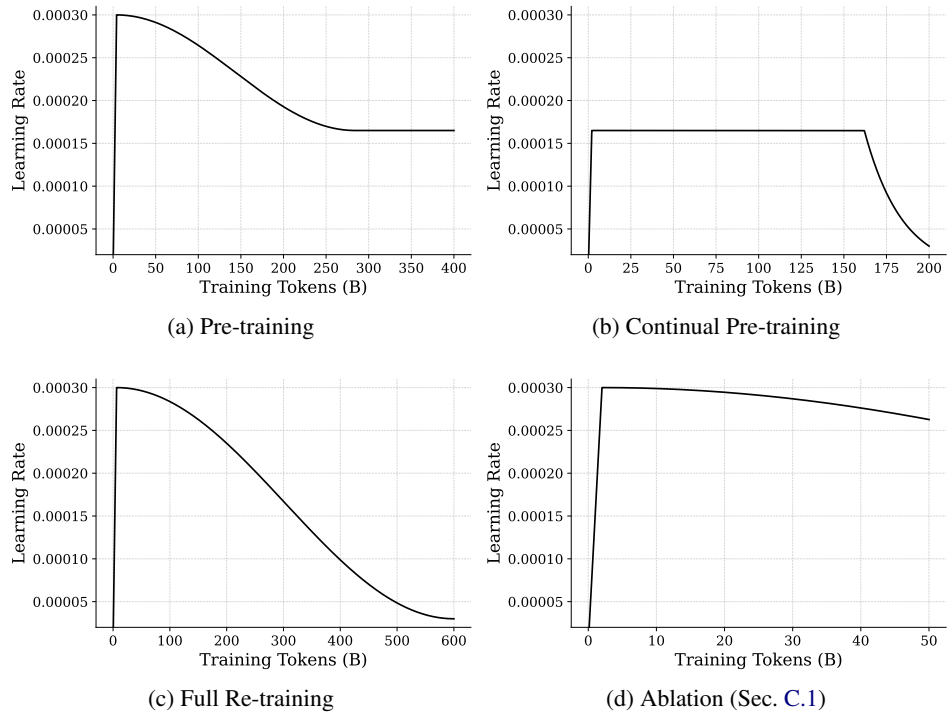 0.00030
0.00025
0.00020
0.00015
0.00010
0.00005
Learning Rate
0 50 100 150 200 250 300 350 400
Training Tokens (B)
(a) Pre-training
0.00030
0.00025
0.00020
0.00015
0.00010
0.00005
Learning Rate
0 25 50 75 100 125 150 175 200
Training Tokens (B)
(b) Continual Pre-training
0.00030
0.00025
0.00020
0.00015
0.00010
0.00005
Learning Rate
0 100 200 300 400 500 600
Training Tokens (B)
(c) Full Re-training
0.00030
0.00025
0.00020
0.00015
0.00010
0.00005
Learning Rate
0 10 20 30 40 50
Training Tokens (B)
(d) Ablation (Sec. C.1)